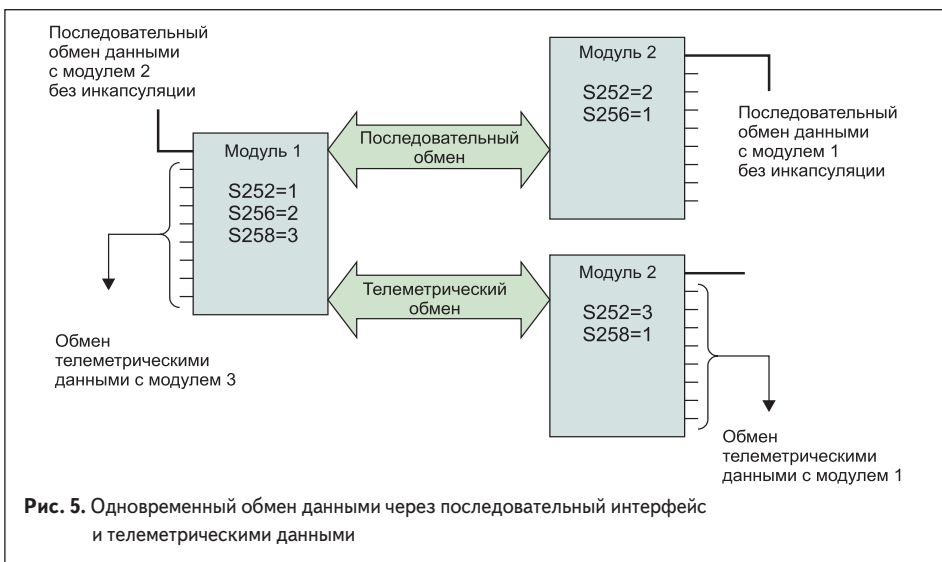 Последовательный
обмен данными
с модулем 2
без инкапсуляции
Модуль 1
S252=1
S256=2
S258=3
Обмен
телеметрическими
данными с модулем 3
Последовательный
обмен
Телеметрический
обмен
Модуль 2
S252=2
S256=1
Последовательный
обмен данными
с модулем 1
без инкапсуляции
Модуль 2
S252=3
S258=1
Обмен
телеметрическими
данными с модулем 1
Рис. 5. Одновременный обмен данными через последовательный интерфейс
и телеметрическими данными